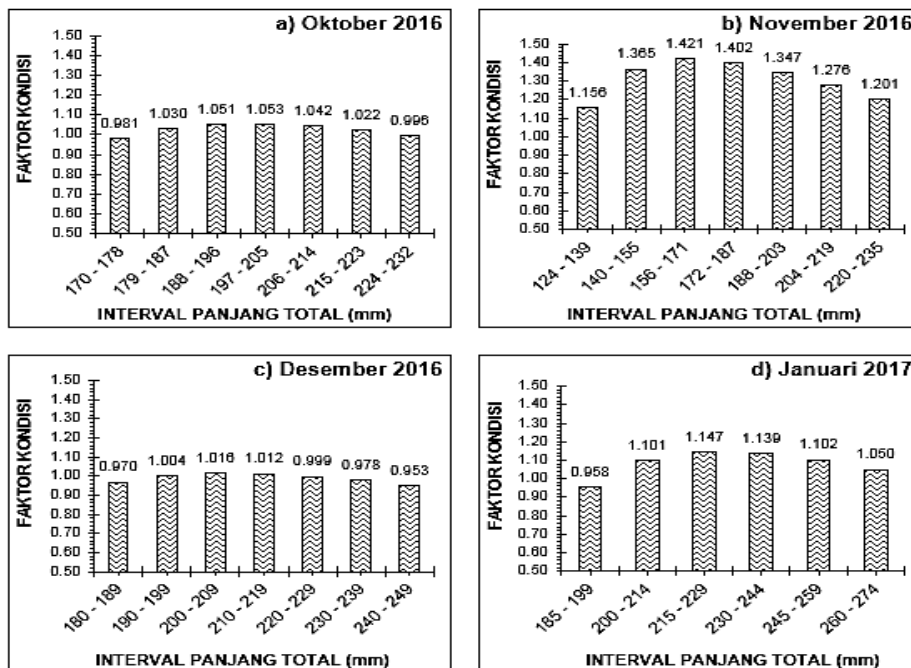 a) Oktober 2016
FAKTOR KONDISI
1.50
1.40
1.30
1.20
1.10
1.00
0.90
0.80
0.70
0.60
0.50
0.981
1.030
1.051
1.053
1.042
1.022
0.996
170 - 178
179 - 187
188 - 196
197 - 205
206 - 214
215 - 223
224 - 232
INTERVAL PANJANG TOTAL (mm)
b) November 2016
FAKTOR KONDISI
1.50
1.40
1.30
1.20
1.10
1.00
0.90
0.80
0.70
0.60
0.50
1.156
1.365
1.421
1.402
1.347
1.276
1.201
124 - 139
140 - 155
156 - 171
172 - 187
188 - 203
204 - 219
220 - 235
INTERVAL PANJANG TOTAL (mm)
c) Desember 2016
FAKTOR KONDISI
1.50
1.40
1.30
1.20
1.10
1.00
0.90
0.80
0.70
0.60
0.50
0.970
1.004
1.016
1.012
0.999
0.978
0.953
180 - 189
190 - 199
200 - 209
210 - 219
220 - 229
230 - 239
240 - 249
INTERVAL PANJANG TOTAL (mm)
d) Januari 2017
FAKTOR KONDISI
1.50
1.40
1.30
1.20
1.10
1.00
0.90
0.80
0.70
0.60
0.50
0.958
1.101
1.147
1.139
1.102
1.050
185 - 199
200 - 214
215 - 229
230 - 244
245 - 259
260 - 274
INTERVAL PANJANG TOTAL (mm)